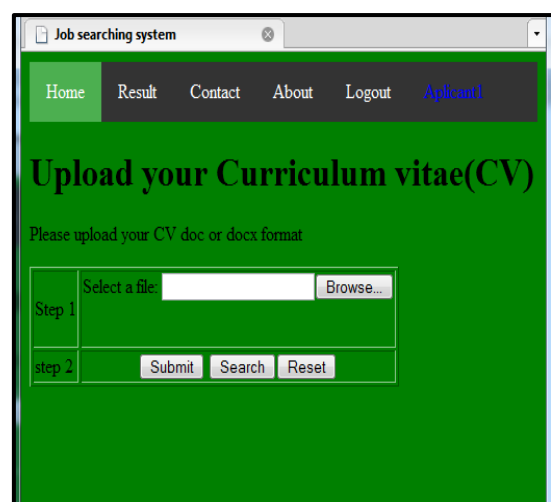 Job searching system
Home Result Contact About Logout Aplicant1
Upload your Curriculum vitae(CV)
Please upload your CV doc or docx format
Select a file: Browse...
Step 1
step 2 Submit Search Reset